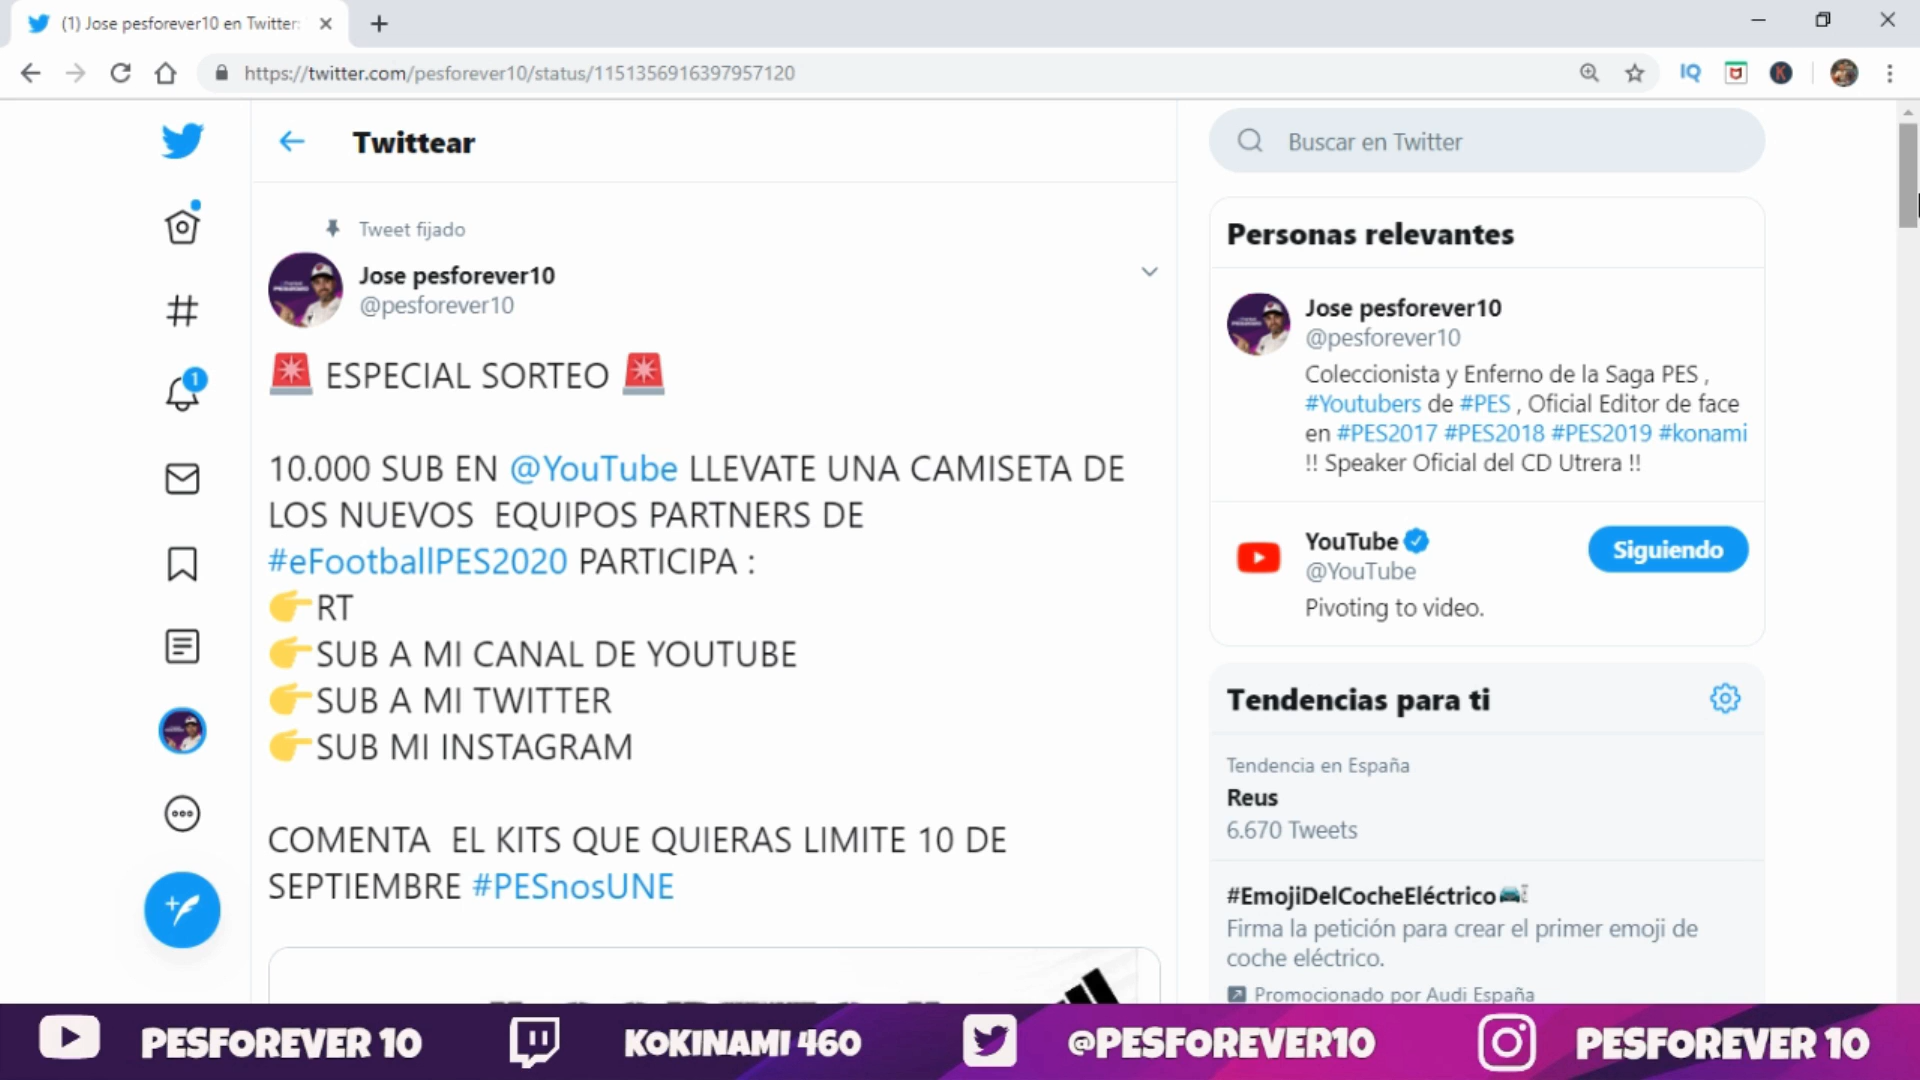 (1) Jose pesforever10 en Twitter:
https://twitter.com/pesforever10/status/1151356916397957120
IQ
K
Twittear
Buscar en Twitter
Tweet fijado
Jose pesforever10
@pesforever10
🚨 ESPECIAL SORTEO 🚨
10.000 SUB EN @YouTube LLEVATE UNA CAMISETA DE
LOS NUEVOS EQUIPOS PARTNERS DE
#eFootballPES2020 PARTICIPA :
👉RT
👉SUB A MI CANAL DE YOUTUBE
👉SUB A MI TWITTER
👉SUB MI INSTAGRAM
COMENTA EL KITS QUE QUIERAS LIMITE 10 DE
SEPTIEMBRE #PESnosUNE
1
Personas relevantes
Jose pesforever10
@pesforever10
Coleccionista y Enferno de la Saga PES ,
#Youtubers de #PES , Oficial Editor de face
en #PES2017 #PES2018 #PES2019 #konami
!! Speaker Oficial del CD Utrera !!
YouTube
@YouTube
Pivoting to video.
Siguiendo
Tendencias para ti
Tendencia en España
Reus
6.670 Tweets
#EmojiDelCocheEléctrico
Firma la petición para crear el primer emoji de
coche eléctrico.
Promocionado por Audi España
PESFOREVER 10
KOKINAMI 460
@PESFOREVER10
PESFOREVER 10